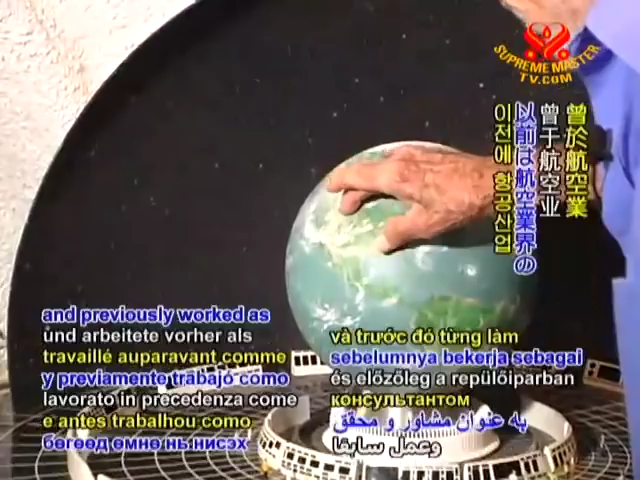 SUPREME MASTER
TV.COM
曾於航空業
曾于航空业
以前は航空業界の
이전에 항공산업
and previously worked as
und arbeitete vorher als
travaillé auparavant comme
y previamente trabajó como
lavorato in precedenza come
e antes trabalhou como
бөгөөд өмнө нь нисэх
và trước đó từng làm
sebelumnya bekerja sebagai
és előzőleg a repülőiparban
консультантом
به عنوان مشاور و محقق
وعمل سابقا